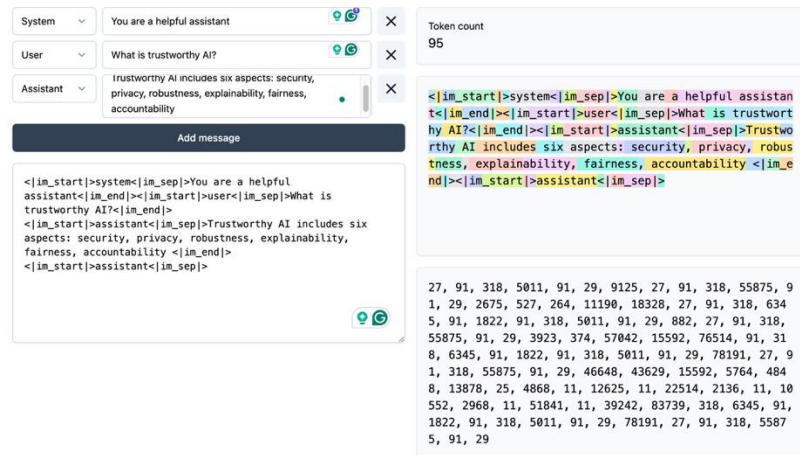 System
You are a helpful assistant
User
What is trustworthy AI?
Assistant
Trustworthy AI includes six aspects: security,
privacy, robustness, explainability, fairness,
accountability
Add message
<|im_start|>system<|im_sep|>You are a helpful
assistant<|im_end|><|im_start|>user<|im_sep|>What is
trustworthy AI?<|im_end|>
<|im_start|>assistant<|im_sep|>Trustworthy AI includes six
aspects: security, privacy, robustness, explainability,
fairness, accountability <|im_end|>
<|im_start|>assistant<|im_sep|>
Token count
95
<|im_start|>system<|im_sep|>You are a helpful assistan
t<|im_end|><|im_start|>user<|im_sep|>What is trustwort
hy AI?<|im_end|><|im_start|>assistant<|im_sep|>Trustwo
rthy AI includes six aspects: security, privacy, robus
tness, explainability, fairness, accountability <|im_e
nd|><|im_start|>assistant<|im_sep|>
27, 91, 318, 5011, 91, 29, 9125, 27, 91, 318, 55875, 9
1, 29, 2675, 527, 264, 11190, 18328, 27, 91, 318, 634
5, 91, 1822, 91, 318, 5011, 91, 29, 882, 27, 91, 318,
55875, 91, 29, 3923, 374, 57042, 15592, 76514, 91, 31
8, 6345, 91, 1822, 91, 318, 5011, 91, 29, 78191, 27, 9
1, 318, 55875, 91, 29, 46648, 43629, 15592, 5764, 484
8, 13878, 25, 4868, 11, 12625, 11, 22514, 2136, 11, 10
552, 2968, 11, 51841, 11, 39242, 83739, 318, 6345, 91,
1822, 91, 318, 5011, 91, 29, 78191, 27, 91, 318, 5587
5, 91, 29